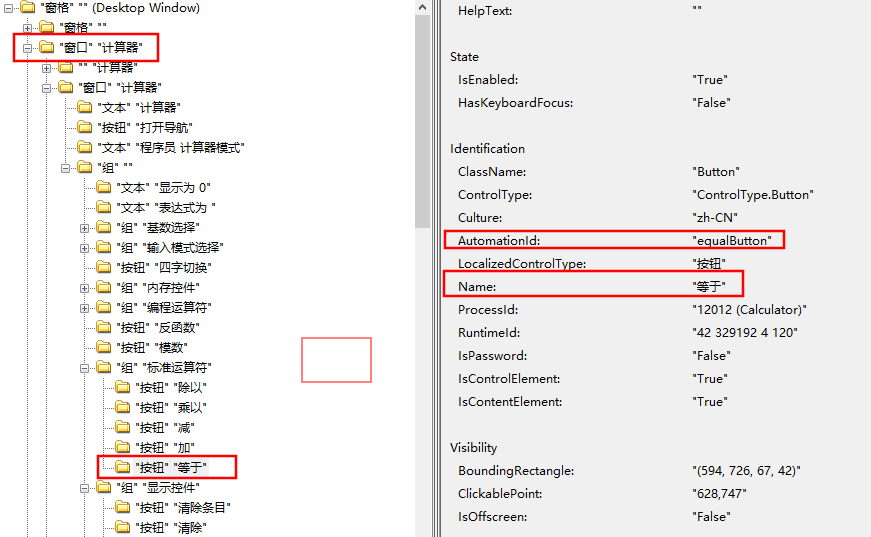 "窗格" "" (Desktop Window)
"窗格" ""
"窗口" "计算器"
"" "计算器"
"窗口" "计算器"
"文本" "计算器"
"按钮" "打开导航"
"文本" "程序员 计算器模式"
"组" ""
"文本" "显示为 0"
"文本" "表达式为 "
"组" "基数选择"
"组" "输入模式选择"
"按钮" "四字切换"
"组" "内存控件"
"组" "编程运算符"
"按钮" "反函数"
"按钮" "模数"
"组" "标准运算符"
"按钮" "除以"
"按钮" "乘以"
"按钮" "减"
"按钮" "加"
"按钮" "等于"
"组" "显示控件"
"按钮" "清除条目"
"按钮" "清除"
HelpText: ""
State
IsEnabled: "True"
HasKeyboardFocus: "False"
Identification
ClassName: "Button"
ControlType: "ControlType.Button"
Culture: "zh-CN"
AutomationId: "equalButton"
LocalizedControlType: "按钮"
Name: "等于"
ProcessId: "12012 (Calculator)"
RuntimeId: "42 329192 4 120"
IsPassword: "False"
IsControlElement: "True"
IsContentElement: "True"
Visibility
BoundingRectangle: "(594, 726, 67, 42)"
ClickablePoint: "628,747"
IsOffscreen: "False"